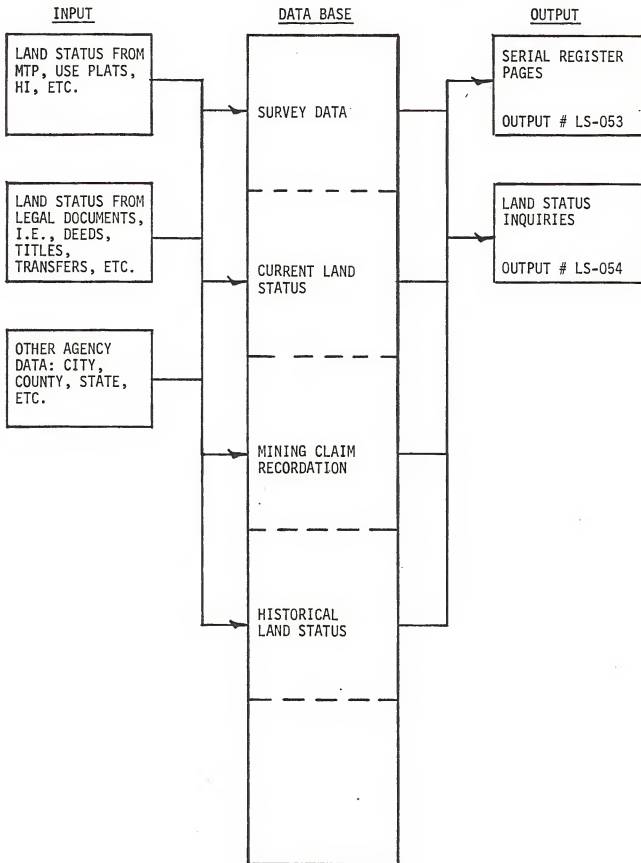 INPUT
LAND STATUS FROM
MTP, USE PLATS,
HI, ETC.
LAND STATUS FROM
LEGAL DOCUMENTS,
I.E., DEEDS,
TITLES,
TRANSFERS, ETC.
OTHER AGENCY
DATA: CITY,
COUNTY, STATE,
ETC.
DATA BASE
SURVEY DATA
CURRENT LAND
STATUS
MINING CLAIM
RECORDATION
HISTORICAL
LAND STATUS
OUTPUT
SERIAL REGISTER
PAGES
OUTPUT # LS-053
LAND STATUS
INQUIRIES
OUTPUT # LS-054